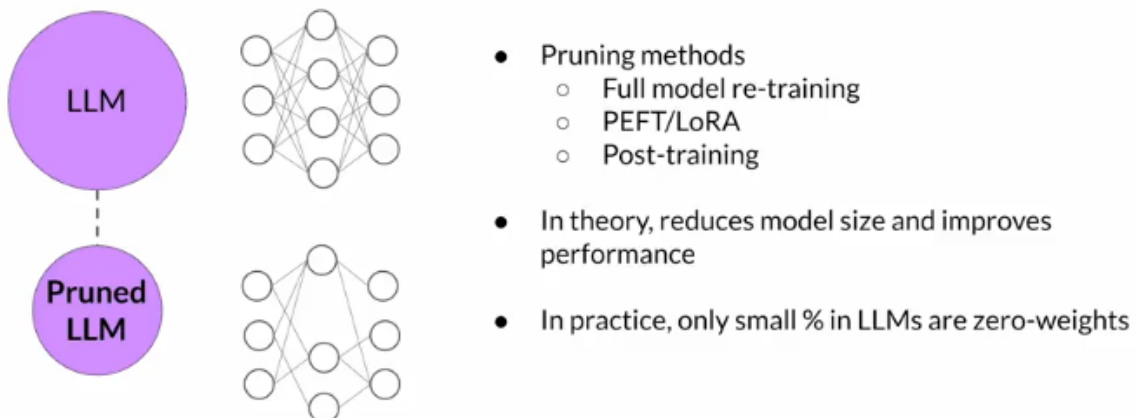 LLM
Pruned
LLM
● Pruning methods
○ Full model re-training
○ PEFT/LoRA
○ Post-training
● In theory, reduces model size and improves
performance
● In practice, only small % in LLMs are zero-weights